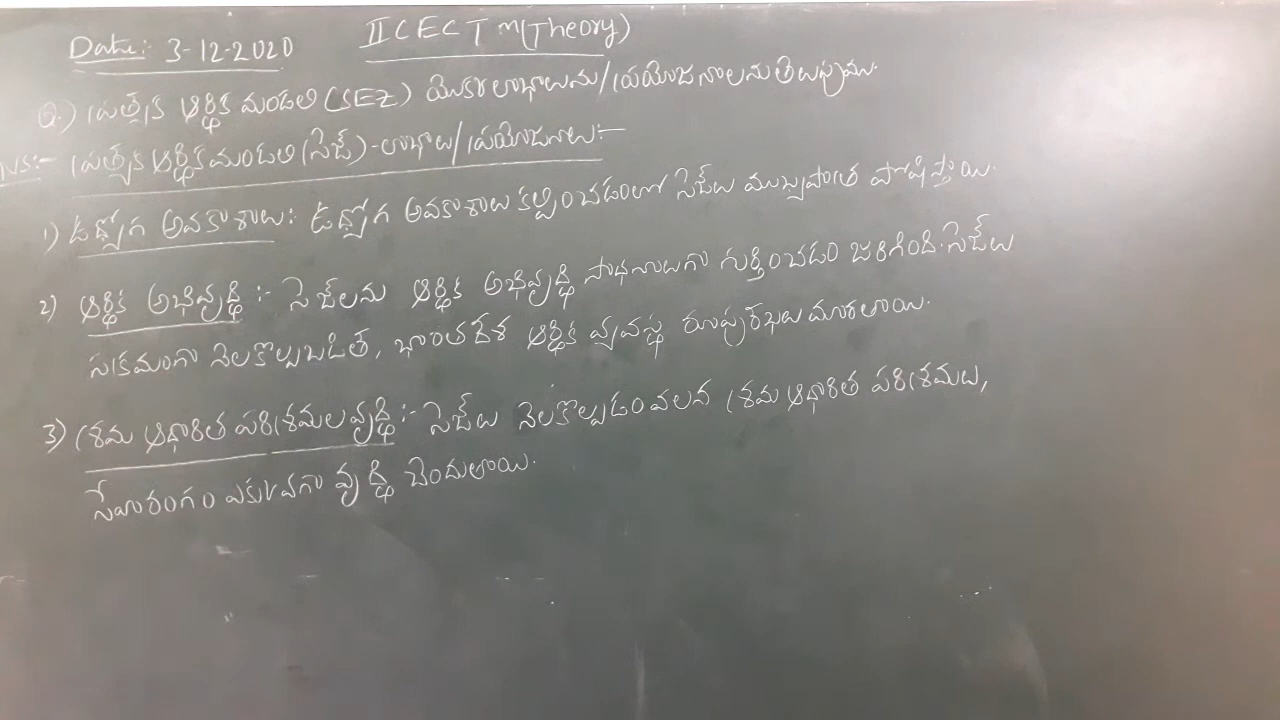 Date:- 3-12-2020 II CECT M(Theory)
Q.) ప్రత్యేక ఆర్థిక మండలి (SEZ) యొక్క లాభాలను/ప్రయోజనాలను తెలుపుము.
ప్రత్యేక ఆర్థిక మండలి (సెజ్) - లాభాలు/ప్రయోజనాలు:-
1) ఉద్యోగ అవకాశాలు: ఉద్యోగ అవకాశాలు కల్పించడంలో సెజ్‌లు ముఖ్యపాత్ర పోషిస్తాయి.
2) ఆర్థిక అభివృద్ధి :- సెజ్‌లను ఆర్థిక అభివృద్ధి సాధనాలుగా గుర్తించడం జరిగింది. సెజ్‌లు
సక్రమంగా నెలకొల్పబడితే, భారతదేశ ఆర్థిక వ్యవస్థ రూపురేఖలు మారతాయి.
3) శ్రమ ఆధారిత పరిశ్రమల వృద్ధి :- సెజ్‌లు నెలకొల్పడం వలన శ్రమ ఆధారిత పరిశ్రమలు,
సేవారంగం ఎక్కువగా వృద్ధి చెందుతాయి.